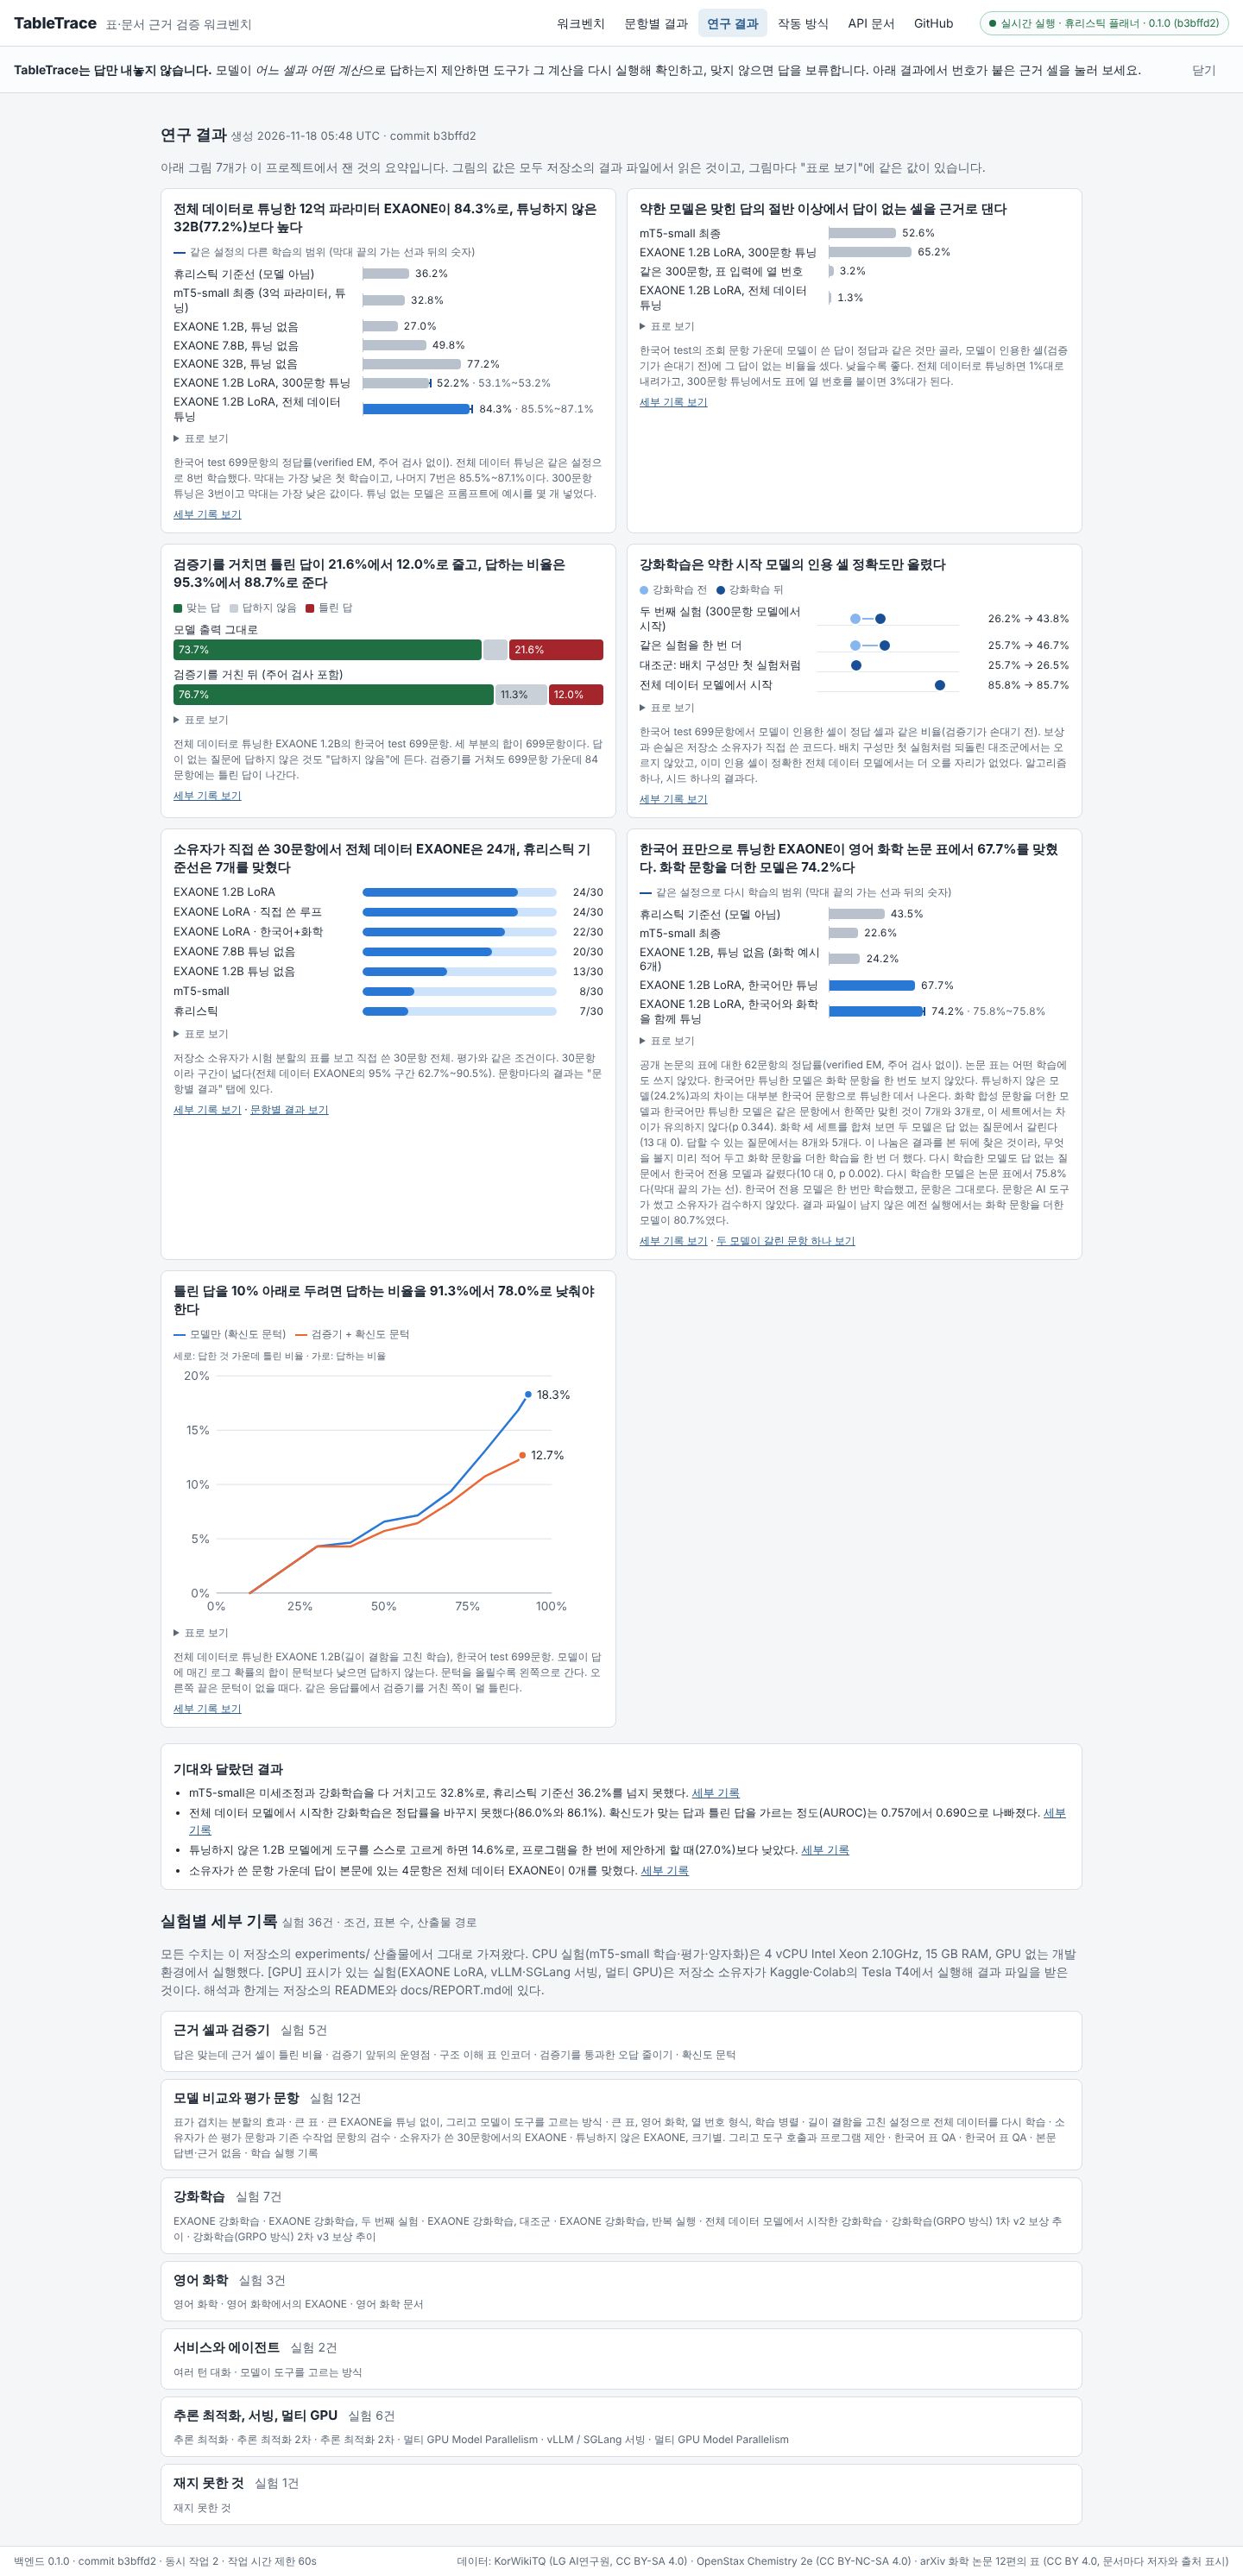 TableTrace 표·문서 근거 검증 워크벤치
워크벤치 문항별 결과 연구 결과 작동 방식 API 문서 GitHub
실시간 실행 · 휴리스틱 플래너 · 0.1.0 (b3bffd2)
TableTrace는 답만 내놓지 않습니다. 모델이 어느 셀과 어떤 계산으로 답하는지 제안하면 도구가 그 계산을 다시 실행해 확인하고, 맞지 않으면 답을 보류합니다. 아래 결과에서 번호가 붙은 근거 셀을 눌러 보세요.
닫기
연구 결과 생성 2026-11-18 05:48 UTC · commit b3bffd2
아래 그림 7개가 이 프로젝트에서 잰 것의 요약입니다. 그림의 값은 모두 저장소의 결과 파일에서 읽은 것이고, 그림마다 "표로 보기"에 같은 값이 있습니다.
전체 데이터로 튜닝한 12억 파라미터 EXAONE이 84.3%로, 튜닝하지 않은
32B(77.2%)보다 높다
같은 설정의 다른 학습의 범위 (막대 끝의 가는 선과 뒤의 숫자)
휴리스틱 기준선 (모델 아님) 36.2%
mT5-small 최종 (3억 파라미터, 튜
닝) 32.8%
EXAONE 1.2B, 튜닝 없음 27.0%
EXAONE 7.8B, 튜닝 없음 49.8%
EXAONE 32B, 튜닝 없음 77.2%
EXAONE 1.2B LoRA, 300문항 튜닝 52.2% · 53.1%~53.2%
EXAONE 1.2B LoRA, 전체 데이터
튜닝 84.3% · 85.5%~87.1%
▶ 표로 보기
한국어 test 699문항의 정답률(verified EM, 주어 검사 없이). 전체 데이터 튜닝은 같은 설정으
로 8번 학습했다. 막대는 가장 낮은 첫 학습이고, 나머지 7번은 85.5%~87.1%이다. 300문항
튜닝은 3번이고 막대는 가장 낮은 값이다. 튜닝 없는 모델은 프롬프트에 예시를 몇 개 넣었다.
세부 기록 보기
약한 모델은 맞힌 답의 절반 이상에서 답이 없는 셀을 근거로 댄다
mT5-small 최종 52.6%
EXAONE 1.2B LoRA, 300문항 튜닝 65.2%
같은 300문항, 표 입력에 열 번호 3.2%
EXAONE 1.2B LoRA, 전체 데이터
튜닝 1.3%
▶ 표로 보기
한국어 test의 조회 문항 가운데 모델이 쓴 답이 정답과 같은 것만 골라, 모델이 인용한 셀(검증
기가 손대기 전)에 그 답이 없는 비율을 셌다. 낮을수록 좋다. 전체 데이터로 튜닝하면 1%대로
내려가고, 300문항 튜닝에서도 표에 열 번호를 붙이면 3%대가 된다.
세부 기록 보기
검증기를 거치면 틀린 답이 21.6%에서 12.0%로 줄고, 답하는 비율은
95.3%에서 88.7%로 준다
맞는 답 답하지 않음 틀린 답
모델 출력 그대로
73.7% 21.6%
검증기를 거친 뒤 (주어 검사 포함)
76.7% 11.3% 12.0%
▶ 표로 보기
전체 데이터로 튜닝한 EXAONE 1.2B의 한국어 test 699문항. 세 부분의 합이 699문항이다. 답
이 없는 질문에 답하지 않은 것도 "답하지 않음"에 든다. 검증기를 거쳐도 699문항 가운데 84
문항에는 틀린 답이 나간다.
세부 기록 보기
강화학습은 약한 시작 모델의 인용 셀 정확도만 올렸다
강화학습 전 강화학습 뒤
두 번째 실험 (300문항 모델에서
시작) 26.2% → 43.8%
같은 실험을 한 번 더 25.7% → 46.7%
대조군: 배치 구성만 첫 실험처럼 25.7% → 26.5%
전체 데이터 모델에서 시작 85.8% → 85.7%
▶ 표로 보기
한국어 test 699문항에서 모델이 인용한 셀이 정답 셀과 같은 비율(검증기가 손대기 전). 보상
과 손실은 저장소 소유자가 직접 쓴 코드다. 배치 구성만 첫 실험처럼 되돌린 대조군에서는 오
르지 않았고, 이미 인용 셀이 정확한 전체 데이터 모델에서는 더 오를 자리가 없었다. 알고리즘
하나, 시드 하나의 결과다.
세부 기록 보기
소유자가 직접 쓴 30문항에서 전체 데이터 EXAONE은 24개, 휴리스틱 기
준선은 7개를 맞혔다
EXAONE 1.2B LoRA 24/30
EXAONE LoRA · 직접 쓴 루프 24/30
EXAONE LoRA · 한국어+화학 22/30
EXAONE 7.8B 튜닝 없음 20/30
EXAONE 1.2B 튜닝 없음 13/30
mT5-small 8/30
휴리스틱 7/30
▶ 표로 보기
저장소 소유자가 시험 분할의 표를 보고 직접 쓴 30문항 전체. 평가와 같은 조건이다. 30문항
이라 구간이 넓다(전체 데이터 EXAONE의 95% 구간 62.7%~90.5%). 문항마다의 결과는 "문
항별 결과" 탭에 있다.
세부 기록 보기 · 문항별 결과 보기
한국어 표만으로 튜닝한 EXAONE이 영어 화학 논문 표에서 67.7%를 맞혔
다. 화학 문항을 더한 모델은 74.2%다
같은 설정으로 다시 학습의 범위 (막대 끝의 가는 선과 뒤의 숫자)
휴리스틱 기준선 (모델 아님) 43.5%
mT5-small 최종 22.6%
EXAONE 1.2B, 튜닝 없음 (화학 예시
6개) 24.2%
EXAONE 1.2B LoRA, 한국어만 튜닝 67.7%
EXAONE 1.2B LoRA, 한국어와 화학
을 함께 튜닝 74.2% · 75.8%~75.8%
▶ 표로 보기
공개 논문의 표에 대한 62문항의 정답률(verified EM, 주어 검사 없이). 논문 표는 어떤 학습에
도 쓰지 않았다. 한국어만 튜닝한 모델은 화학 문항을 한 번도 보지 않았다. 튜닝하지 않은 모
델(24.2%)과의 차이는 대부분 한국어 문항으로 튜닝한 데서 나온다. 화학 합성 문항을 더한 모
델과 한국어만 튜닝한 모델은 같은 문항에서 한쪽만 맞힌 것이 7개와 3개로, 이 세트에서는 차
이가 유의하지 않다(p 0.344). 화학 세 세트를 합쳐 보면 두 모델은 답 없는 질문에서 갈린다
(13 대 0). 답할 수 있는 질문에서는 8개와 5개다. 이 나눔은 결과를 본 뒤에 찾은 것이라, 무엇
을 볼지 미리 적어 두고 화학 문항을 더한 학습을 한 번 더 했다. 다시 학습한 모델도 답 없는 질
문에서 한국어 전용 모델과 갈렸다(10 대 0, p 0.002). 다시 학습한 모델은 논문 표에서 75.8%
다(막대 끝의 가는 선). 한국어 전용 모델은 한 번만 학습했고, 문항은 그대로다. 문항은 AI 도구
가 썼고 소유자가 검수하지 않았다. 결과 파일이 남지 않은 예전 실행에서는 화학 문항을 더한
모델이 80.7%였다.
세부 기록 보기 · 두 모델이 갈린 문항 하나 보기
틀린 답을 10% 아래로 두려면 답하는 비율을 91.3%에서 78.0%로 낮춰야
한다
모델만 (확신도 문턱) 검증기 + 확신도 문턱
세로: 답한 것 가운데 틀린 비율 · 가로: 답하는 비율
20%
18.3%
15%
12.7%
10%
5%
0%
0% 25% 50% 75% 100%
▶ 표로 보기
전체 데이터로 튜닝한 EXAONE 1.2B(길이 결함을 고친 학습), 한국어 test 699문항. 모델이 답
에 매긴 로그 확률의 합이 문턱보다 낮으면 답하지 않는다. 문턱을 올릴수록 왼쪽으로 간다. 오
른쪽 끝은 문턱이 없을 때다. 같은 응답률에서 검증기를 거친 쪽이 덜 틀린다.
세부 기록 보기
기대와 달랐던 결과
• mT5-small은 미세조정과 강화학습을 다 거치고도 32.8%로, 휴리스틱 기준선 36.2%를 넘지 못했다. 세부 기록
• 전체 데이터 모델에서 시작한 강화학습은 정답률을 바꾸지 못했다(86.0%와 86.1%). 확신도가 맞는 답과 틀린 답을 가르는 정도(AUROC)는 0.757에서 0.690으로 나빠졌다. 세부
기록
• 튜닝하지 않은 1.2B 모델에게 도구를 스스로 고르게 하면 14.6%로, 프로그램을 한 번에 제안하게 할 때(27.0%)보다 낮았다. 세부 기록
• 소유자가 쓴 문항 가운데 답이 본문에 있는 4문항은 전체 데이터 EXAONE이 0개를 맞혔다. 세부 기록
실험별 세부 기록 실험 36건 · 조건, 표본 수, 산출물 경로
모든 수치는 이 저장소의 experiments/ 산출물에서 그대로 가져왔다. CPU 실험(mT5-small 학습·평가·양자화)은 4 vCPU Intel Xeon 2.10GHz, 15 GB RAM, GPU 없는 개발
환경에서 실행했다. [GPU] 표시가 있는 실험(EXAONE LoRA, vLLM·SGLang 서빙, 멀티 GPU)은 저장소 소유자가 Kaggle·Colab의 Tesla T4에서 실행해 결과 파일을 받은
것이다. 해석과 한계는 저장소의 README와 docs/REPORT.md에 있다.
근거 셀과 검증기 실험 5건
답은 맞는데 근거 셀이 틀린 비율 · 검증기 앞뒤의 운영점 · 구조 이해 표 인코더 · 검증기를 통과한 오답 줄이기 · 확신도 문턱
모델 비교와 평가 문항 실험 12건
표가 겹치는 분할의 효과 · 큰 표 · 큰 EXAONE을 튜닝 없이, 그리고 모델이 도구를 고르는 방식 · 큰 표, 영어 화학, 열 번호 형식, 학습 병렬 · 길이 결함을 고친 설정으로 전체 데이터를 다시 학습 · 소
유자가 쓴 평가 문항과 기존 수작업 문항의 검수 · 소유자가 쓴 30문항에서의 EXAONE · 튜닝하지 않은 EXAONE, 크기별. 그리고 도구 호출과 프로그램 제안 · 한국어 표 QA · 한국어 표 QA · 본문
답변·근거 없음 · 학습 실행 기록
강화학습 실험 7건
EXAONE 강화학습 · EXAONE 강화학습, 두 번째 실험 · EXAONE 강화학습, 대조군 · EXAONE 강화학습, 반복 실행 · 전체 데이터 모델에서 시작한 강화학습 · 강화학습(GRPO 방식) 1차 v2 보상 추
이 · 강화학습(GRPO 방식) 2차 v3 보상 추이
영어 화학 실험 3건
영어 화학 · 영어 화학에서의 EXAONE · 영어 화학 문서
서비스와 에이전트 실험 2건
여러 턴 대화 · 모델이 도구를 고르는 방식
추론 최적화, 서빙, 멀티 GPU 실험 6건
추론 최적화 · 추론 최적화 2차 · 추론 최적화 2차 · 멀티 GPU Model Parallelism · vLLM / SGLang 서빙 · 멀티 GPU Model Parallelism
재지 못한 것 실험 1건
재지 못한 것
백엔드 0.1.0 · commit b3bffd2 · 동시 작업 2 · 작업 시간 제한 60s
데이터: KorWikiTQ (LG AI연구원, CC BY-SA 4.0) · OpenStax Chemistry 2e (CC BY-NC-SA 4.0) · arXiv 화학 논문 12편의 표 (CC BY 4.0, 문서마다 저자와 출처 표시)